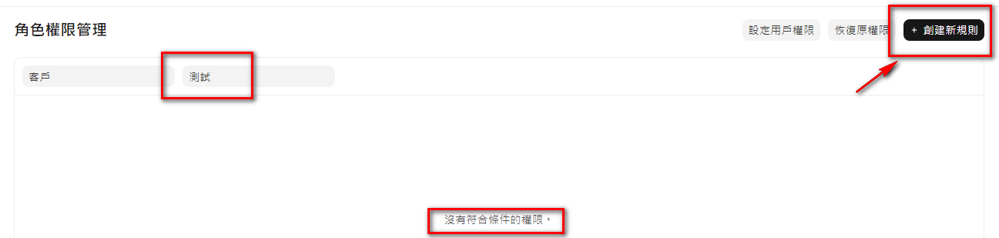 角色權限管理
設定用戶權限
恢復原權限
+ 創建新規則
客戶
測試
沒有符合條件的權限。